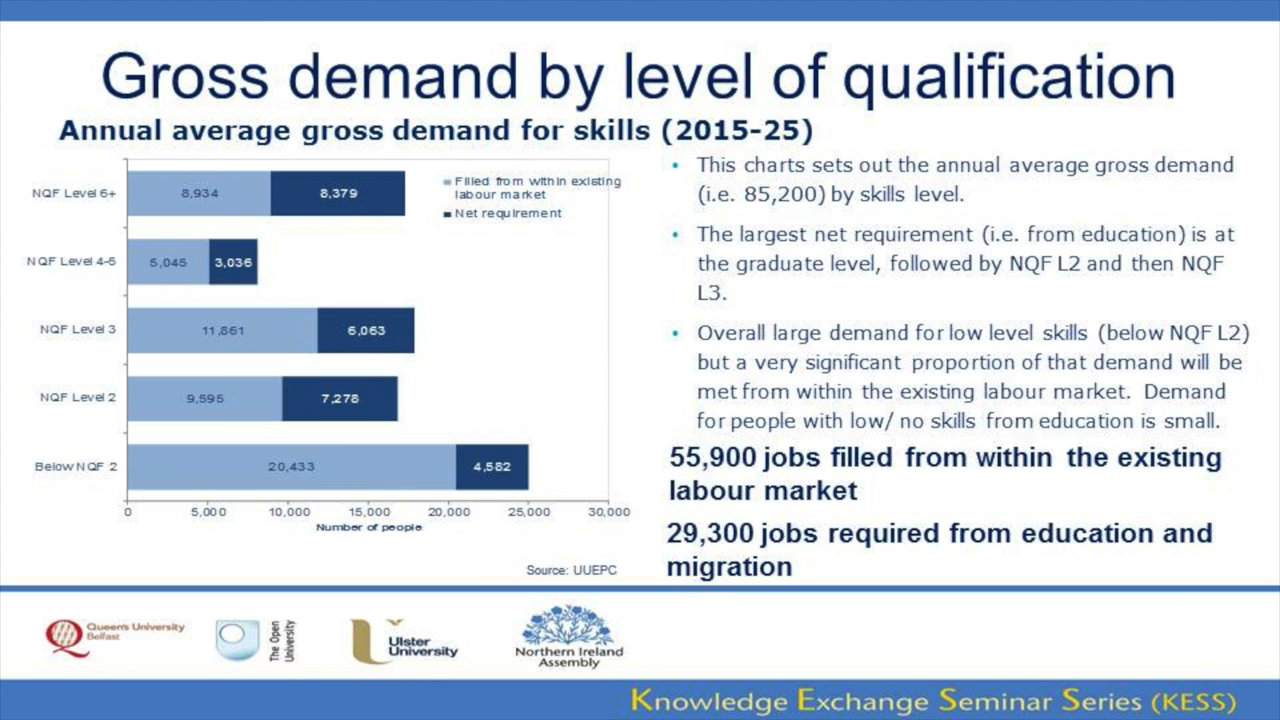 Gross demand by level of qualification
Annual average gross demand for skills (2015-25)
NQF Level 6+
8,934
8,379
Filled from within existing
labour market
Net requirement
NQF Level 4-5
5,045
3,036
NQF Level 3
11,861
6,063
NQF Level 2
9,595
7,278
Below NQF 2
20,433
4,582
0
5,000
10,000
15,000
20,000
25,000
30,000
Number of people
Source: UUEPC
• This charts sets out the annual average gross demand
(i.e. 85,200) by skills level.
• The largest net requirement (i.e. from education) is at
the graduate level, followed by NQF L2 and then NQF
L3.
• Overall large demand for low level skills (below NQF L2)
but a very significant proportion of that demand will be
met from within the existing labour market. Demand
for people with low/ no skills from education is small.
55,900 jobs filled from within the existing
labour market
29,300 jobs required from education and
migration
Queen's University
Belfast
The Open
University
Ulster
University
Northern Ireland
Assembly
Knowledge Exchange Seminar Series (KESS)